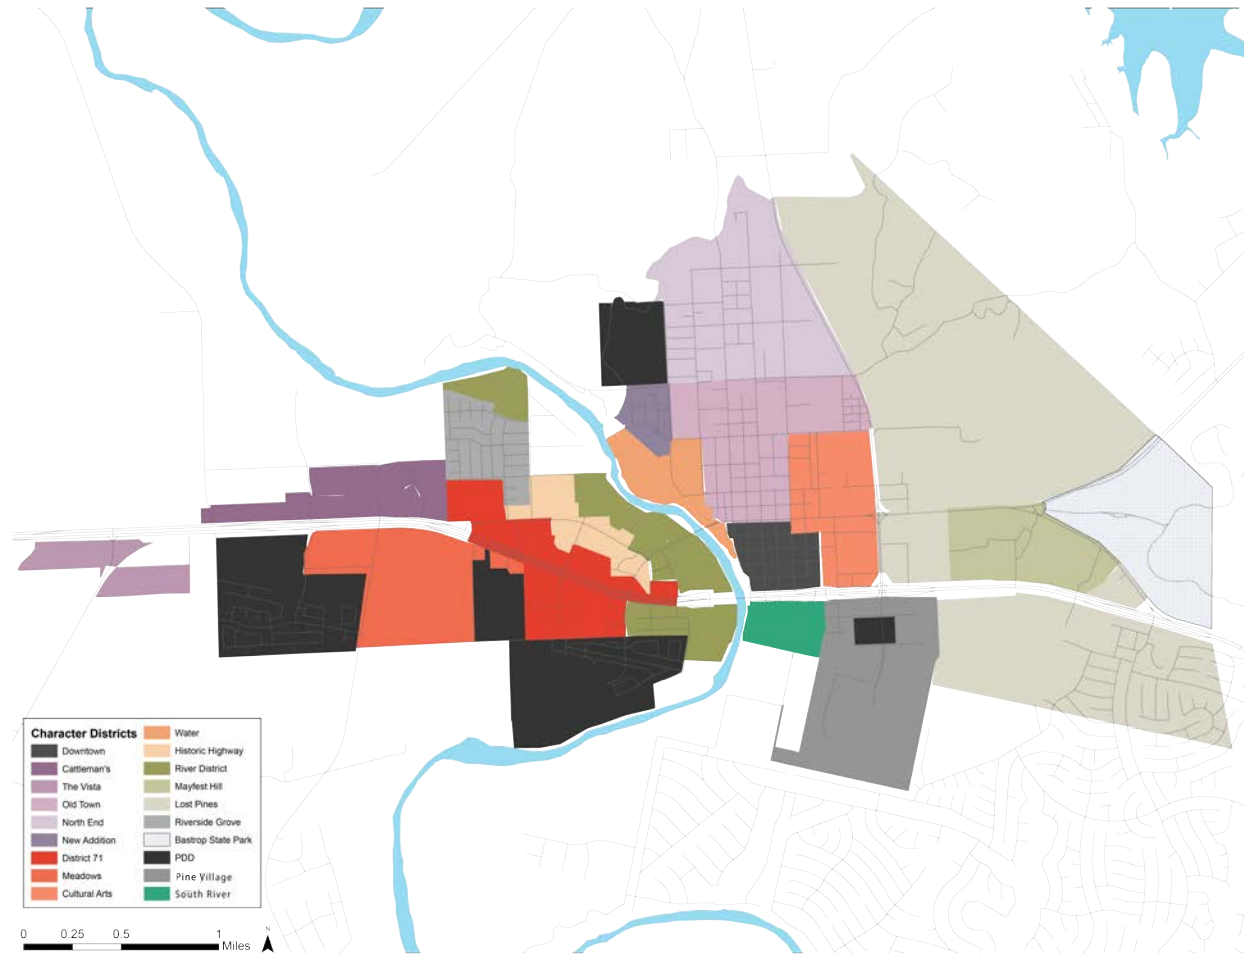 Character Districts
Downtown
Cattleman's
The Vista
Old Town
North End
New Addition
District 71
Meadows
Cultural Arts
Water
Historic Highway
River District
Mayfest Hill
Lost Pines
Riverside Grove
Bastrop State Park
PDD
Pine Village
South River
0 0.25 0.5 1
Miles
N